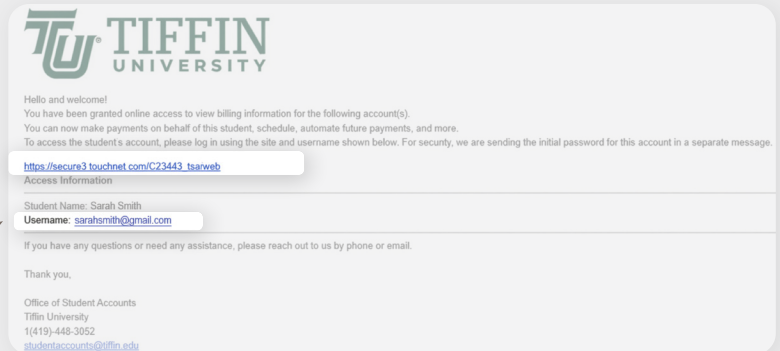 TU
TIFFIN
UNIVERSITY
Hello and welcome!
You have been granted online access to view billing information for the following account(s).
You can now make payments on behalf of this student, schedule, automate future payments, and more.
To access the student's account, please log in using the site and username shown below. For security, we are sending the initial password for this account in a separate message.
https://secure3.touchnet.com/C23443_tsa/web
Access Information
Student Name: Sarah Smith
Username: sarahsmith@gmail.com
If you have any questions or need any assistance, please reach out to us by phone or email.
Thank you,
Office of Student Accounts
Tiffin University
1(419)-448-3052
studentaccounts@tiffin.edu